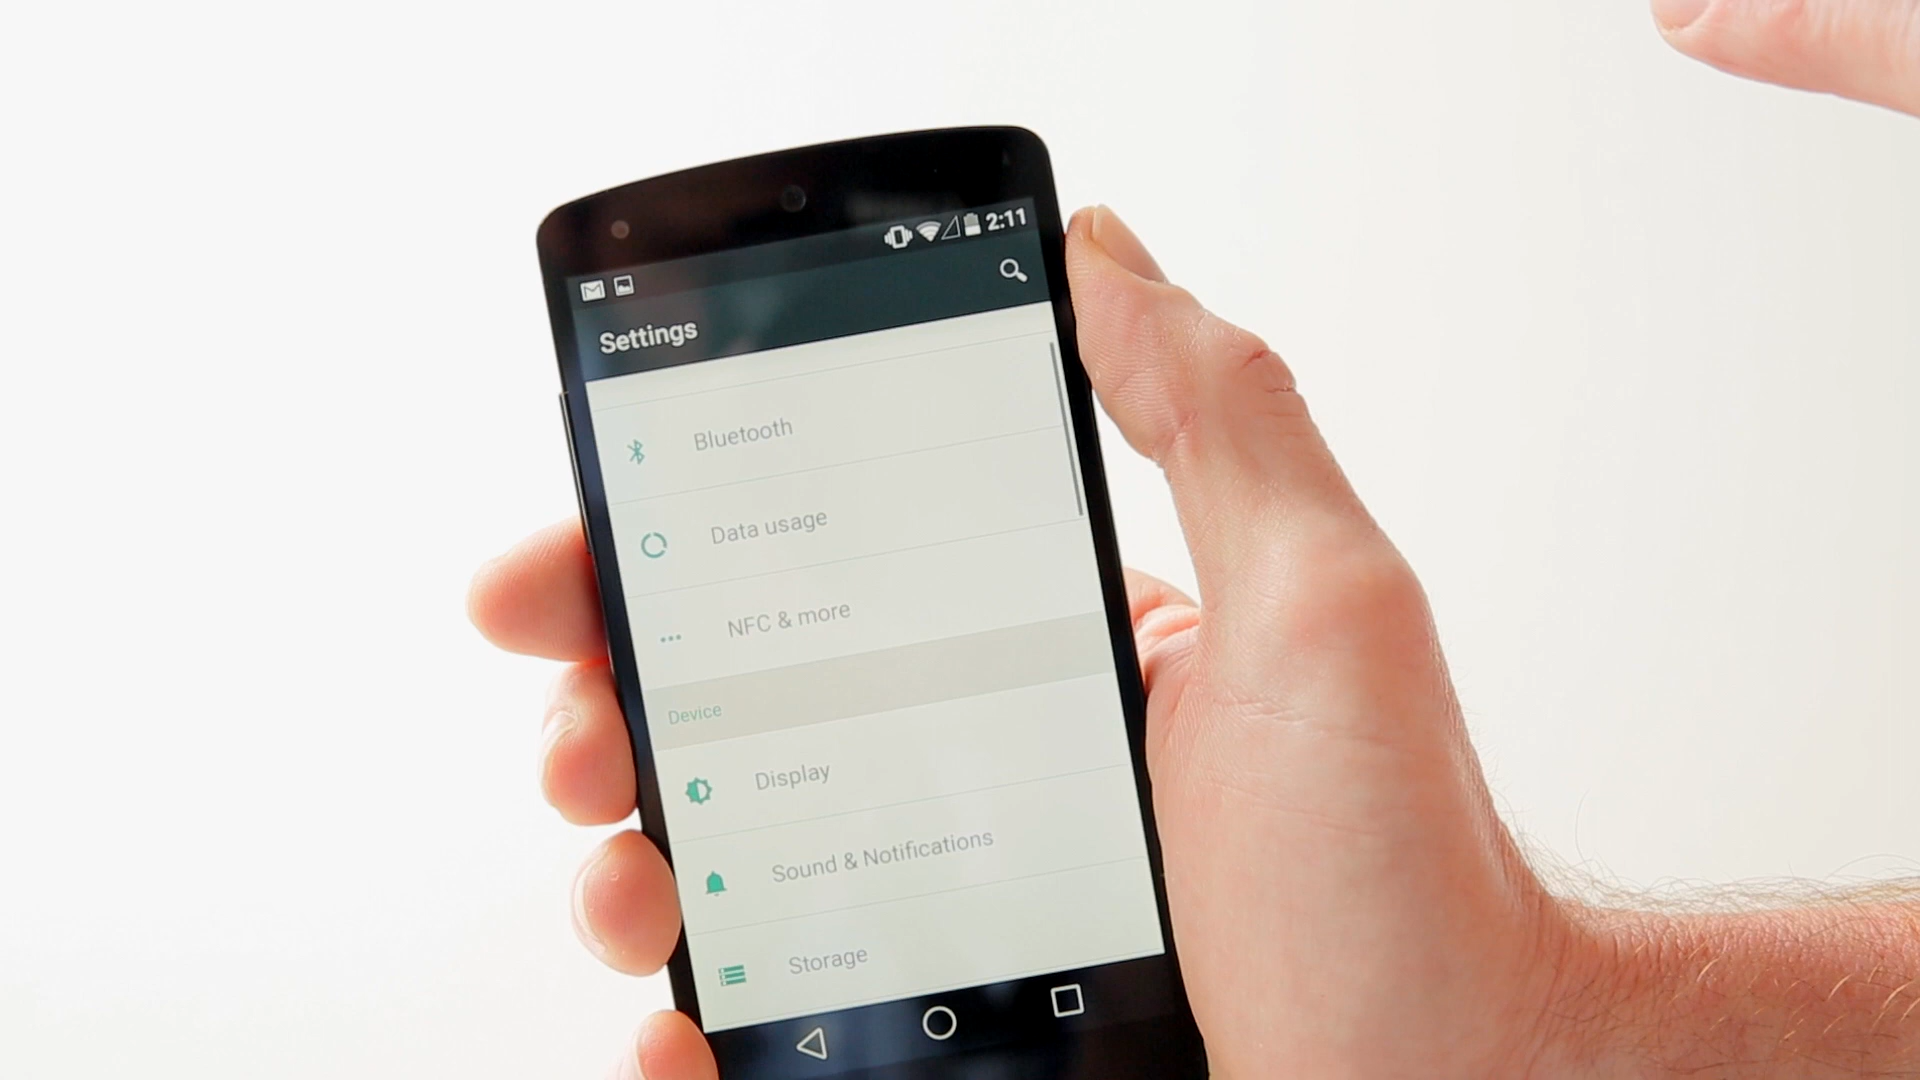 2:11
Settings
Bluetooth
Data usage
NFC & more
Device
Display
Sound & Notifications
Storage